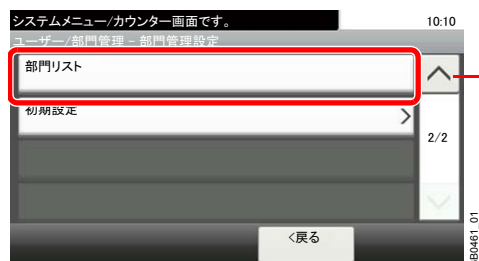 システムメニュー/カウンター画面です。
10:10
ユーザー/部門管理 - 部門管理設定
部門リスト
初期設定
2/2
<戻る
B0461_01